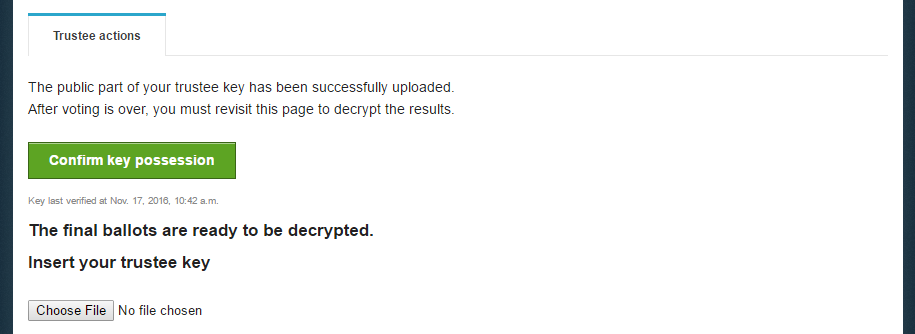 Trustee actions
The public part of your trustee key has been successfully uploaded.
After voting is over, you must revisit this page to decrypt the results.
Confirm key possession
Key last verified at Nov. 17, 2016, 10:42 a.m.
The final ballots are ready to be decrypted.
Insert your trustee key
Choose File No file chosen